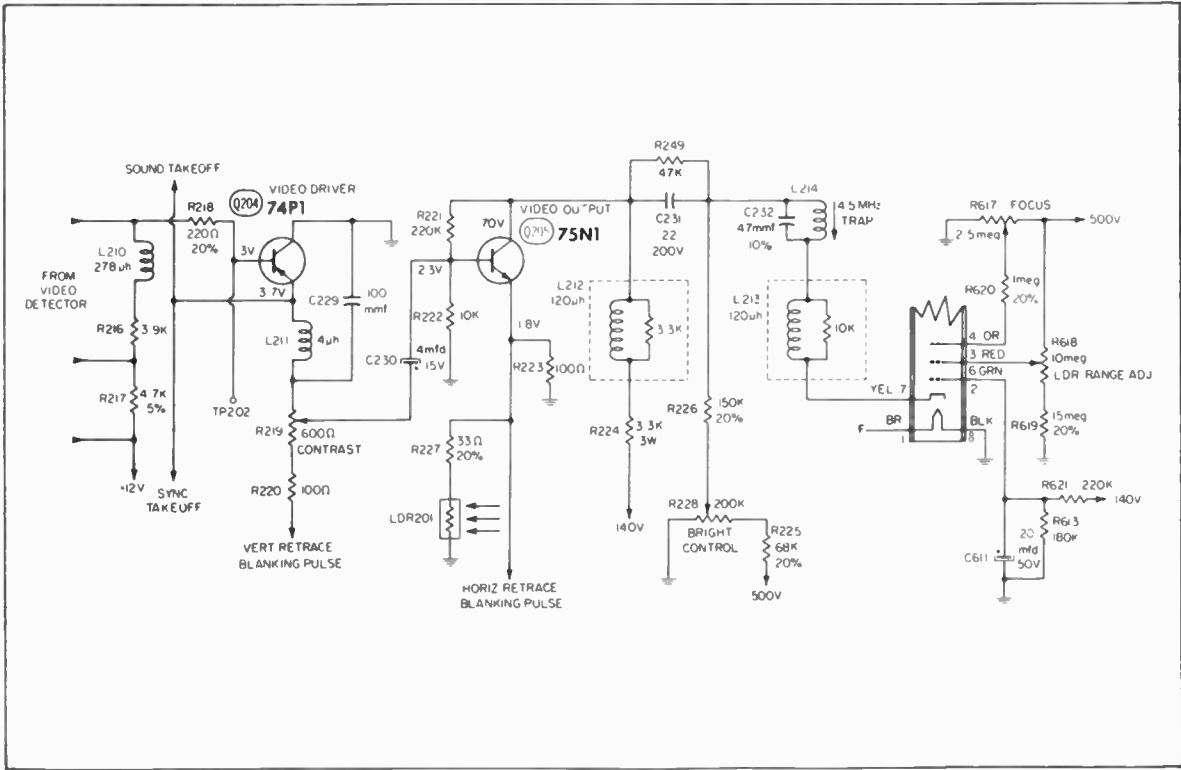 SOUND TAKEOFF
R218
220Ω
20%
VIDEO DRIVER
Q204 74P1
3V
3.7V
L210
278µh
FROM
VIDEO
DETECTOR
R216
3.9K
R217
4.7K
5%
+12V
SYNC
TAKEOFF
TP202
L211
4µh
C229
100
mmf
R219
600Ω
CONTRAST
R220
100Ω
VERT RETRACE
BLANKING PULSE
R221
220K
70V
VIDEO OUTPUT
Q205 75N1
2.3V
R222
10K
C230
4mfd
15V
1.8V
R223
100Ω
R227
33Ω
20%
LDR201
HORIZ RETRACE
BLANKING PULSE
R249
47K
C231
22
200V
L212
120µh
3.3K
R224
3.3K
3W
140V
R226
150K
20%
R228
200K
BRIGHT
CONTROL
R225
68K
20%
500V
L214
C232
47mmf
10%
4.5MHz
TRAP
L213
120µh
10K
R617
FOCUS
2.5meg
500V
R620
1meg
20%
4 OR
3 RED
6 GRN
2
YEL 7
BR
1
F
BLK
8
R618
10meg
LDR RANGE ADJ
R619
15meg
20%
R621
220K
140V
R613
180K
C611
20
mfd
50V